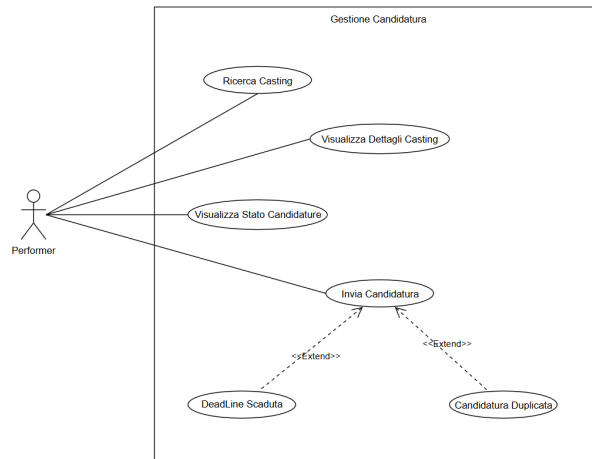 Gestione Candidatura
Ricerca Casting
Visualizza Dettagli Casting
Visualizza Stato Candidature
Performer
Invia Candidatura
<<Extend>>
<<Extend>>
DeadLine Scaduta
Candidatura Duplicata